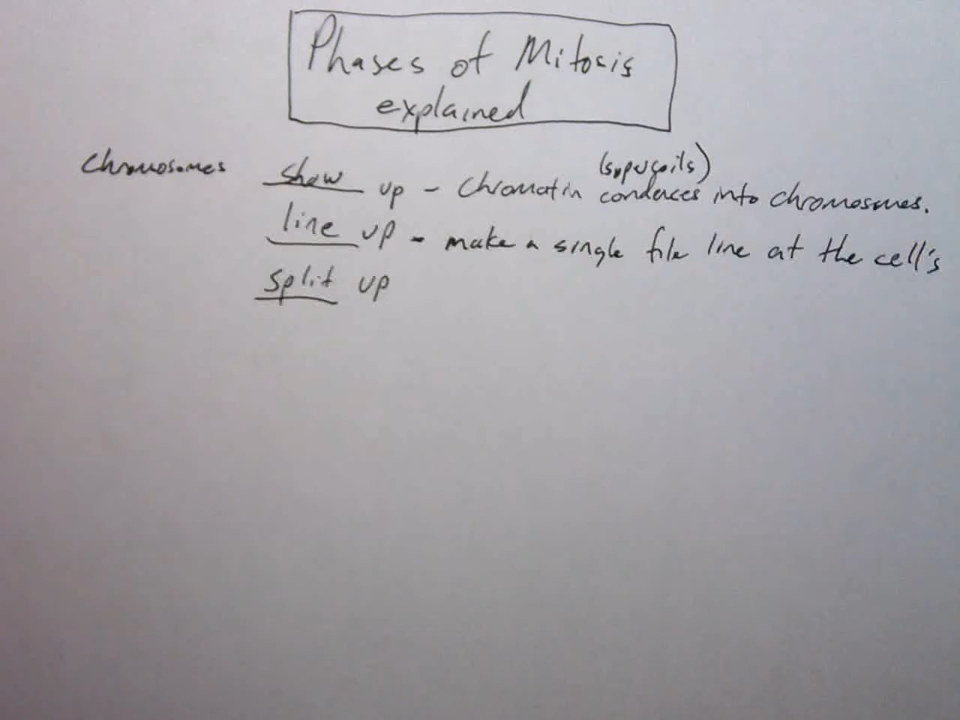 Phases of Mitosis
explained
(supercoils)
Chromosomes show up - Chromatin condences into chromosomes.
line up - make a single file line at the cell's
split up